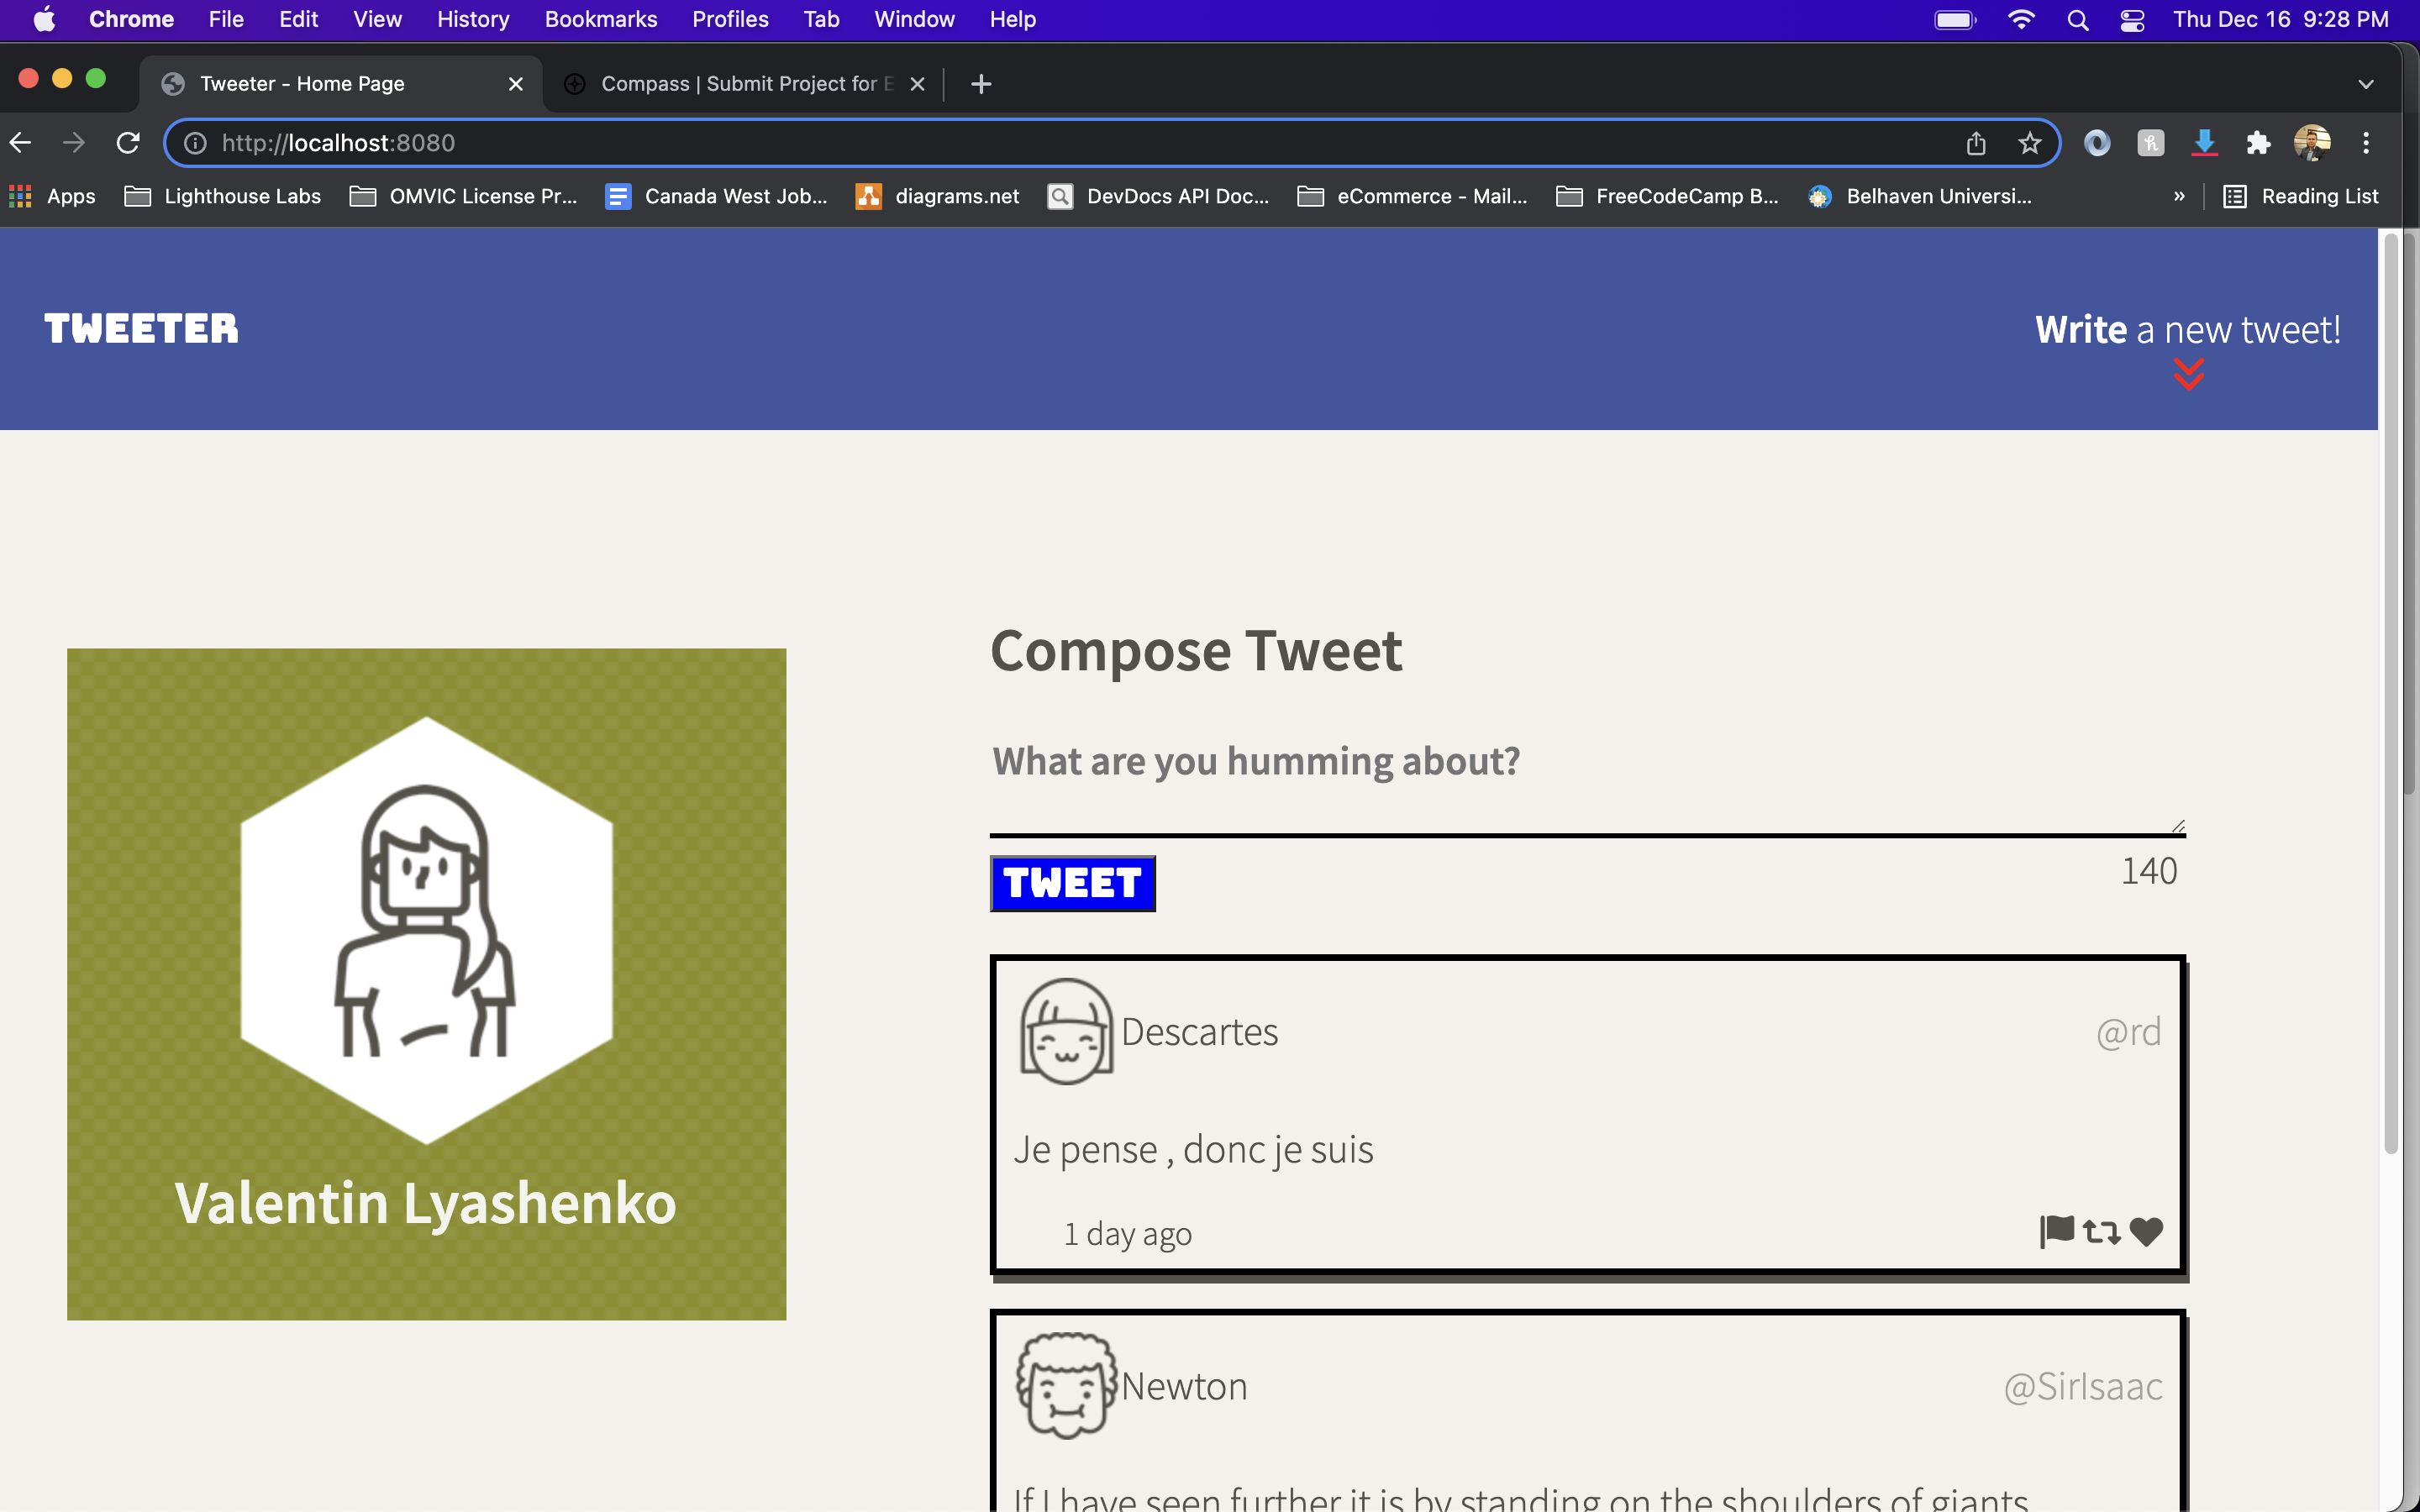 Chrome File Edit View History Bookmarks Profiles Tab Window Help Thu Dec 16 9:28 PM
Tweeter - Home Page Compass | Submit Project for E
http://localhost:8080
Apps Lighthouse Labs OMVIC License Pr... Canada West Job... diagrams.net DevDocs API Doc... eCommerce - Mail... FreeCodeCamp B... Belhaven Universi... » Reading List
TWEETER
Write a new tweet!
Compose Tweet
What are you humming about?
TWEET
140
Valentin Lyashenko
Descartes @rd
Je pense , donc je suis
1 day ago
Newton @SirIsaac
If I have seen further it is by standing on the shoulders of giants